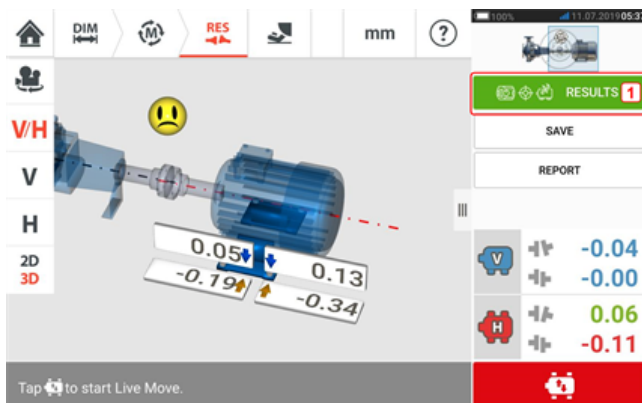 DIM
M
RES
mm
?
100%
11.07.2019 05:37
RESULTS 1
SAVE
V/H
V
REPORT
H
2D
3D
0.05
0.13
-0.19
-0.34
V
-0.04
-0.00
H
0.06
-0.11
Tap to start Live Move.